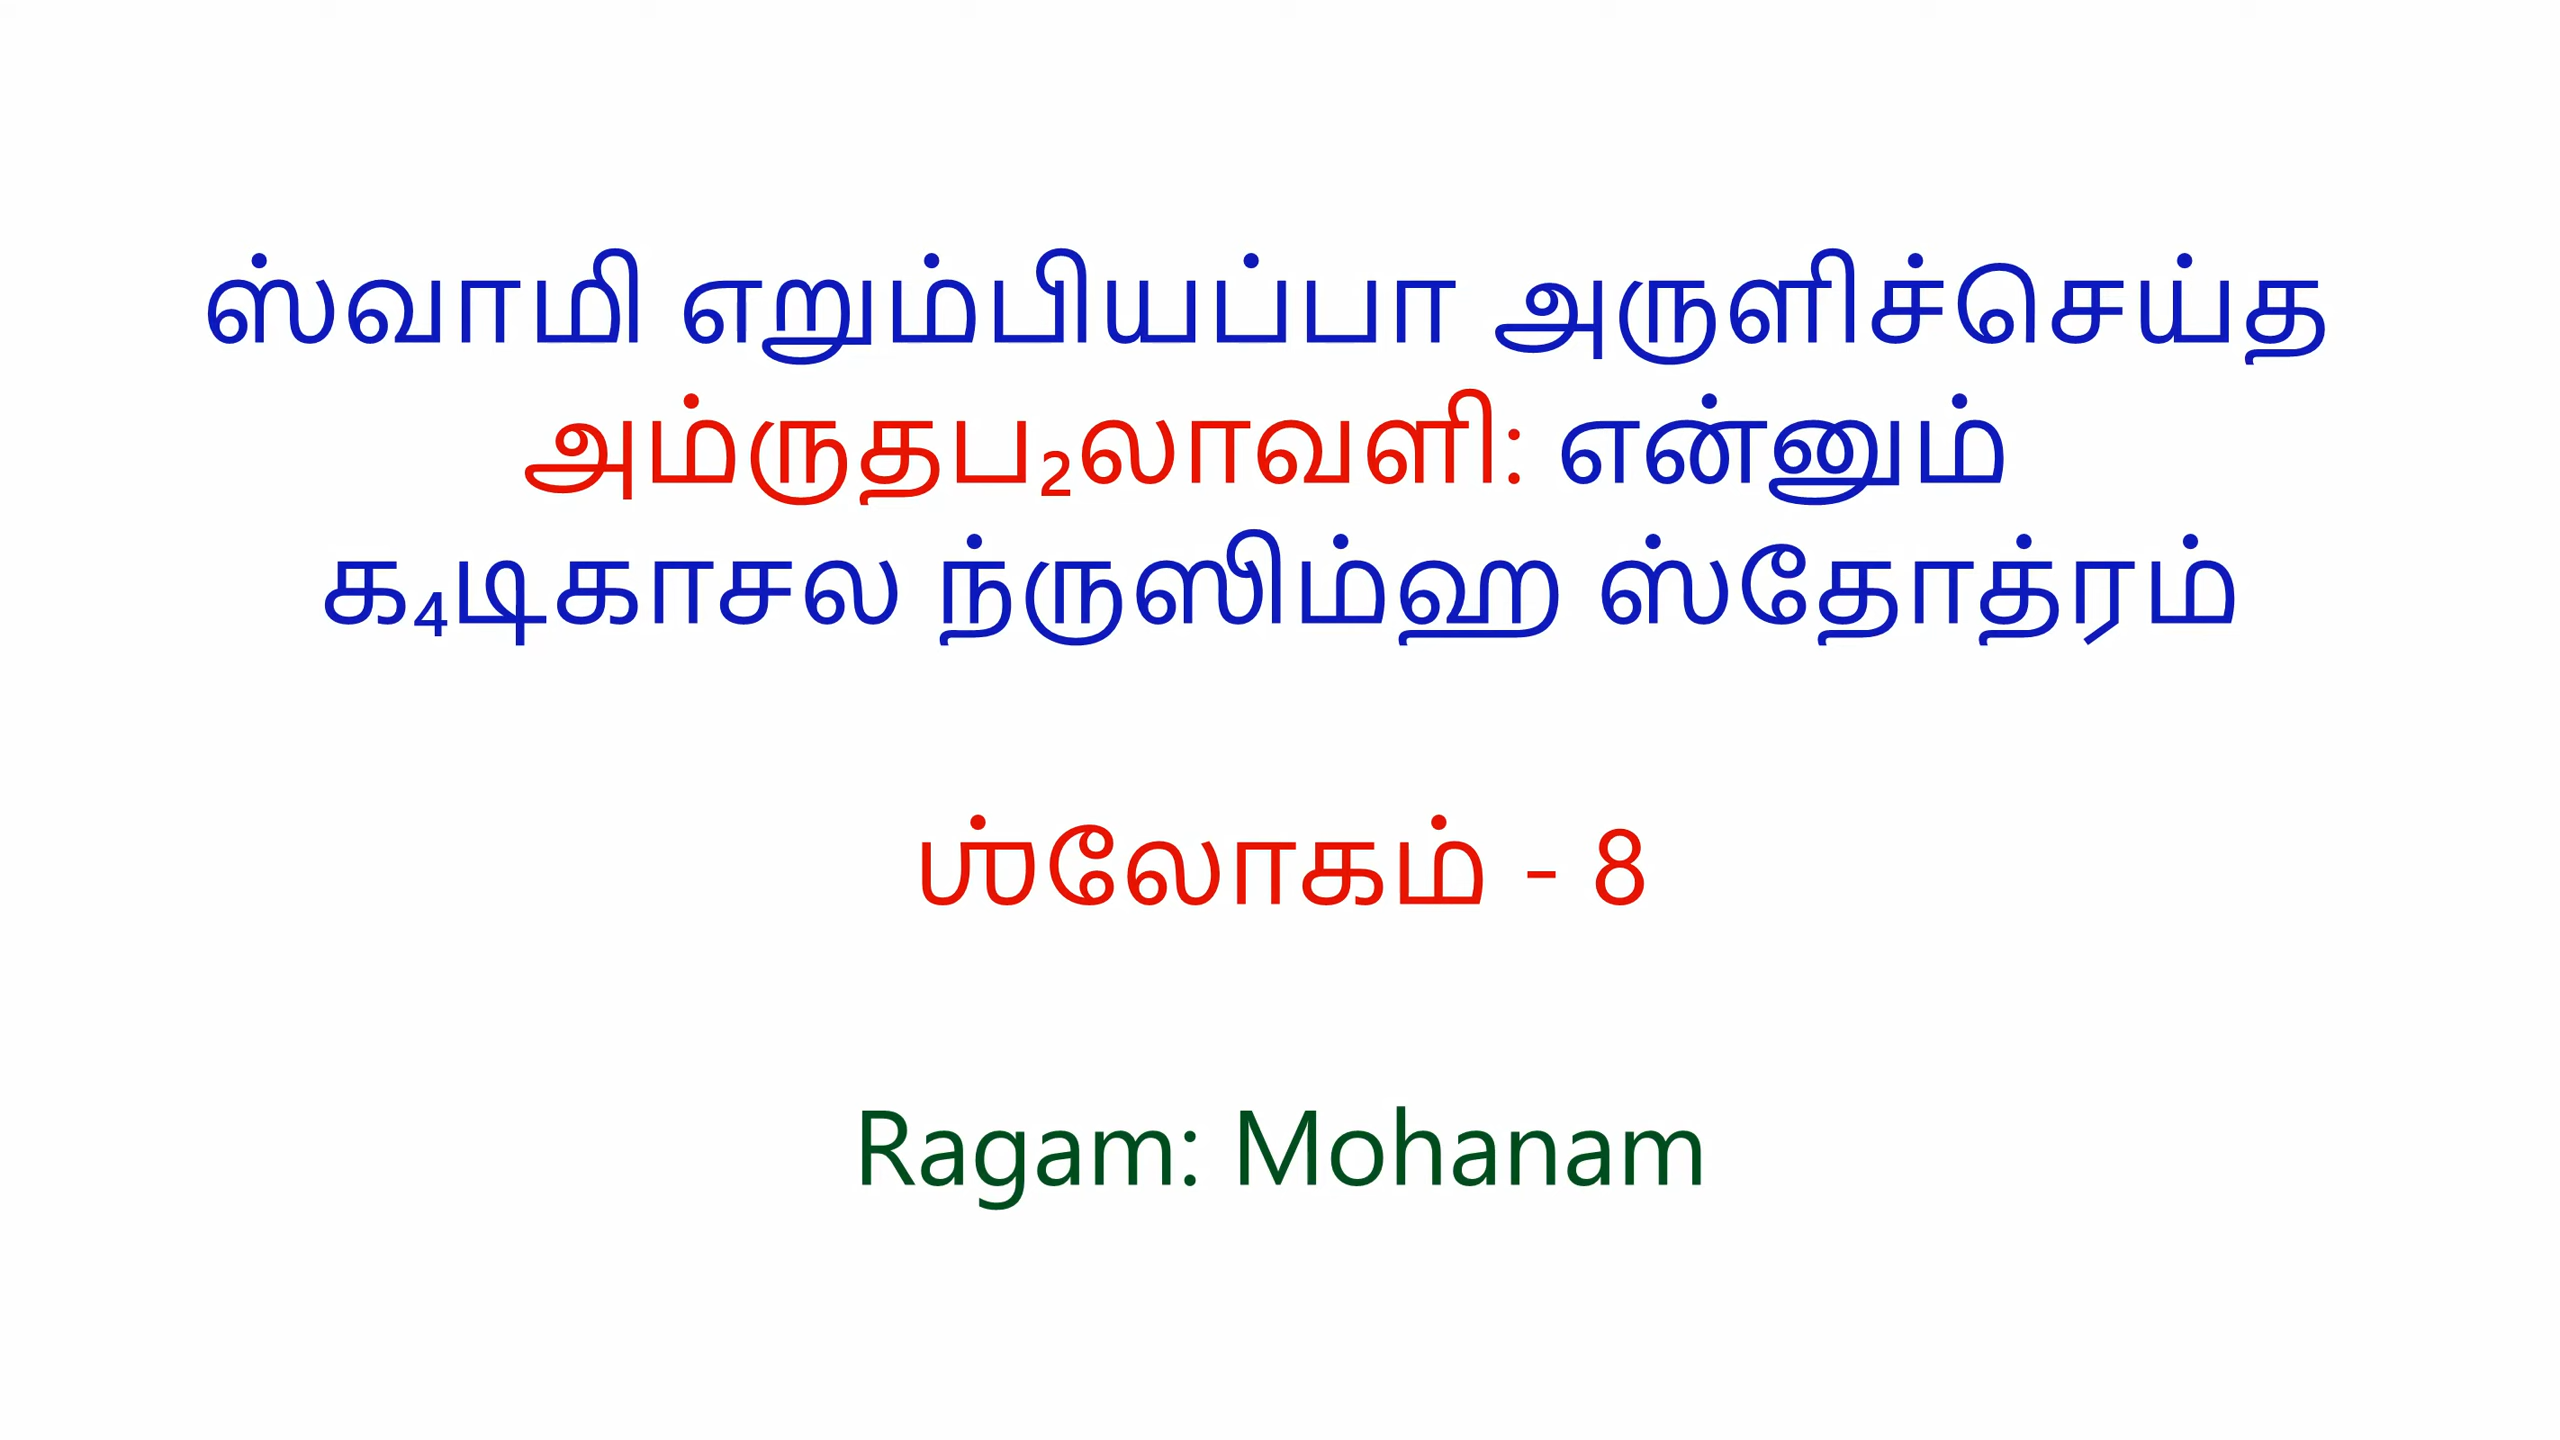 ஸ்வாமி எறும்பியப்பா அருளிச்செய்த
அம்ருதப₂லாவளி: என்னும்
க₄டிகாசல ந்ருஸிம்ஹ ஸ்தோத்ரம்
ஶ்லோகம் - 8
Ragam: Mohanam